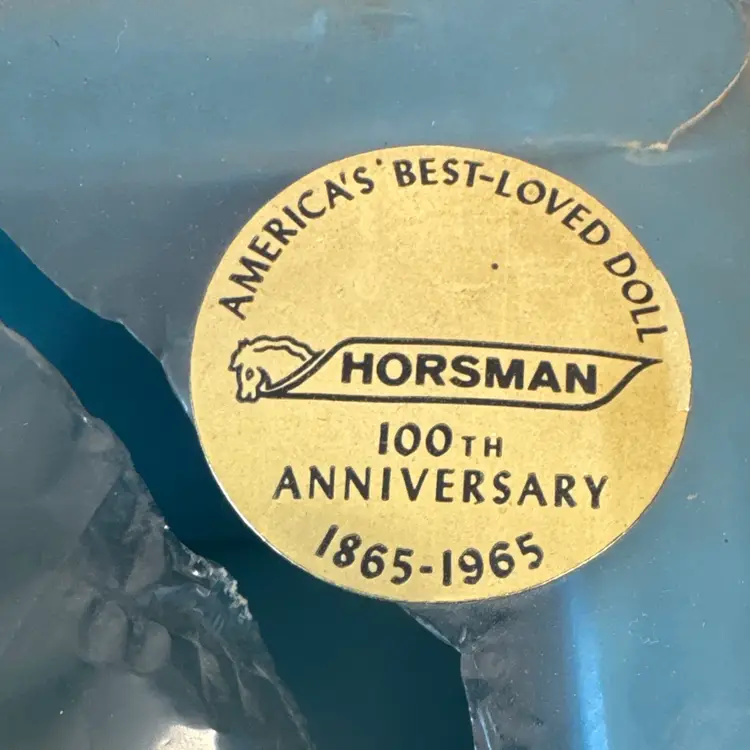 AMERICA'S BEST-LOVED DOLL
HORSMAN
100TH
ANNIVERSARY
1865-1965